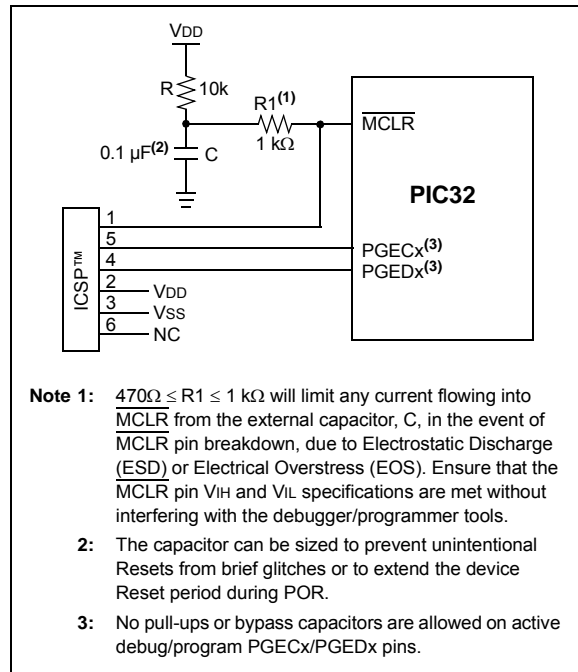 VDD
R 10k
R1(1)
1 kΩ
MCLR
0.1 µF(2) C
PIC32
ICSP™
1
5 PGECx(3)
4 PGEDx(3)
2 VDD
3 VSS
6 NC
Note 1: 470Ω ≤ R1 ≤ 1 kΩ will limit any current flowing into
MCLR from the external capacitor, C, in the event of
MCLR pin breakdown, due to Electrostatic Discharge
(ESD) or Electrical Overstress (EOS). Ensure that the
MCLR pin VIH and VIL specifications are met without
interfering with the debugger/programmer tools.
2: The capacitor can be sized to prevent unintentional
Resets from brief glitches or to extend the device
Reset period during POR.
3: No pull-ups or bypass capacitors are allowed on active
debug/program PGECx/PGEDx pins.